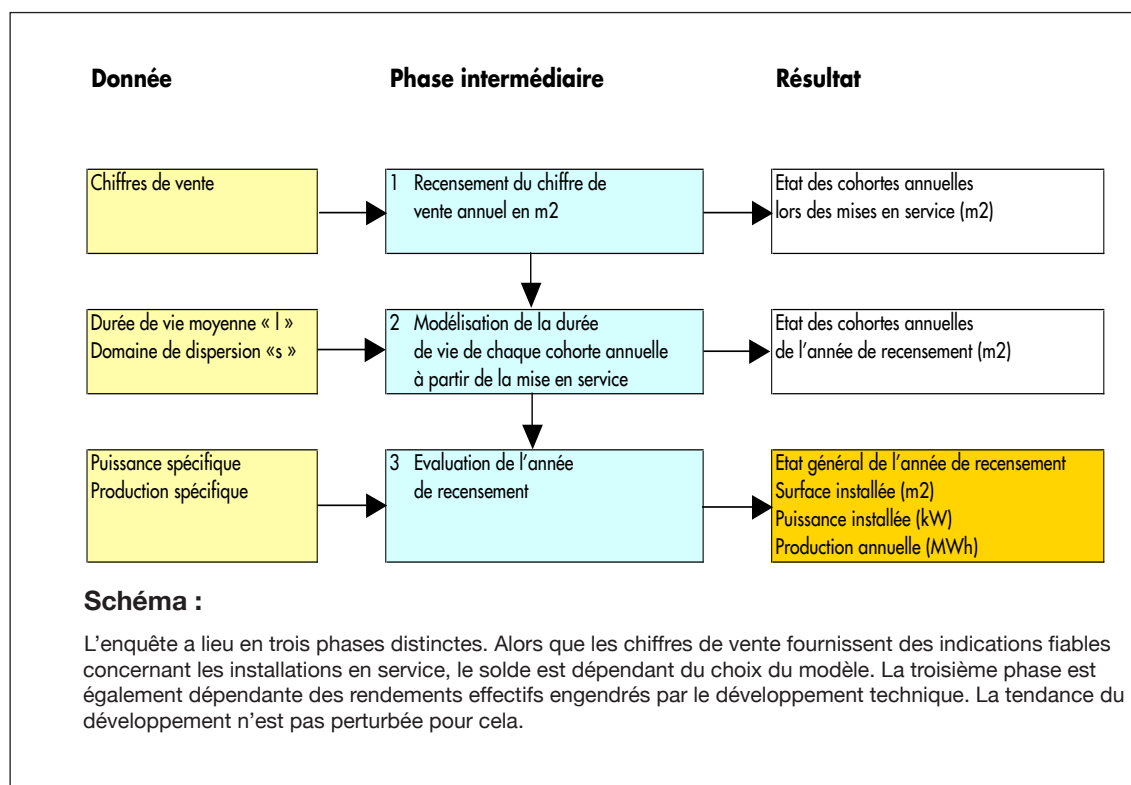 Donnée
Phase intermédiaire
Résultat
Chiffres de vente
1 Recensement du chiffre de
vente annuel en m2
Etat des cohortes annuelles
lors des mises en service (m2)
Durée de vie moyenne « l »
Domaine de dispersion «s »
2 Modélisation de la durée
de vie de chaque cohorte annuelle
à partir de la mise en service
Etat des cohortes annuelles
de l'année de recensement (m2)
Puissance spécifique
Production spécifique
3 Evaluation de l'année
de recensement
Etat général de l'année de recensement
Surface installée (m2)
Puissance installée (kW)
Production annuelle (MWh)
Schéma :
L'enquête a lieu en trois phases distinctes. Alors que les chiffres de vente fournissent des indications fiables
concernant les installations en service, le solde est dépendant du choix du modèle. La troisième phase est
également dépendante des rendements effectifs engendrés par le développement technique. La tendance du
développement n'est pas perturbée pour cela.